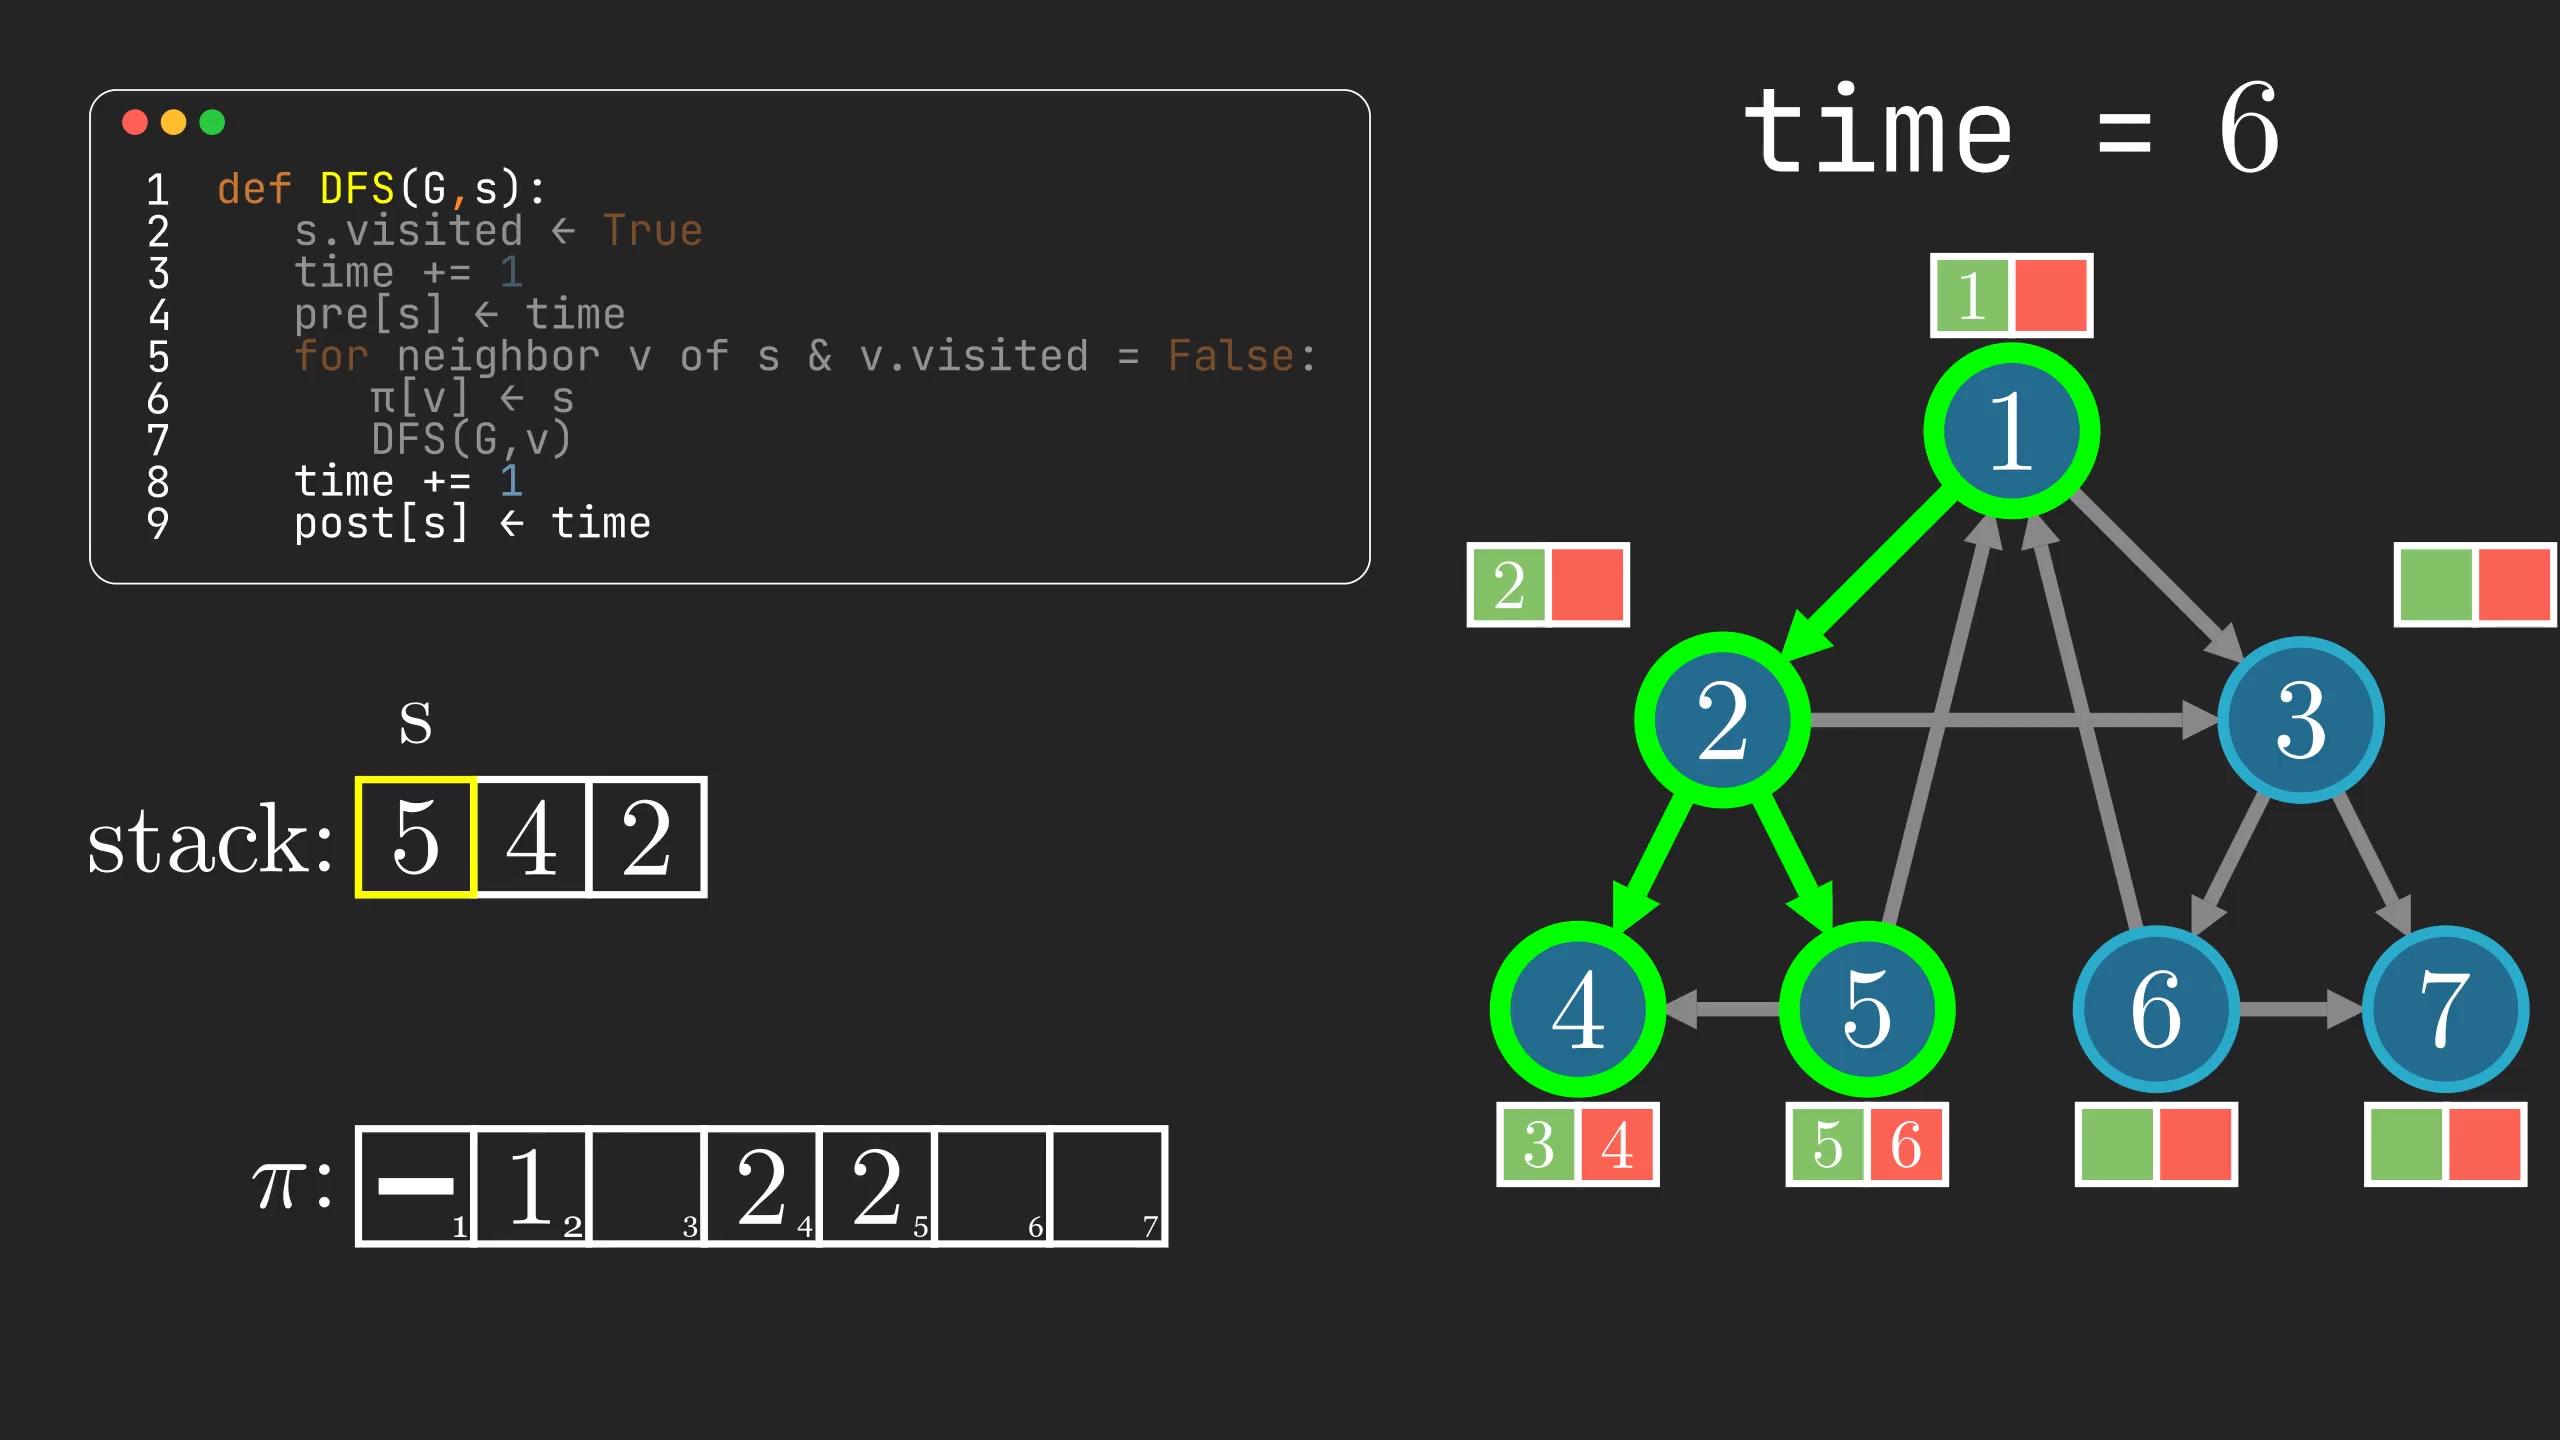 time = 6
1 def DFS(G,s):
2 s.visited ← True
3 time += 1
4 pre[s] ← time
5 for neighbor v of s & v.visited = False:
6 π[v] ← s
7 DFS(G,v)
8 time += 1
9 post[s] ← time
s
stack: 5 4 2
π: – 1 1 2 3 2 4 2 5 6 7
1
1
2
2
3
4
5
6
7
3 4
5 6